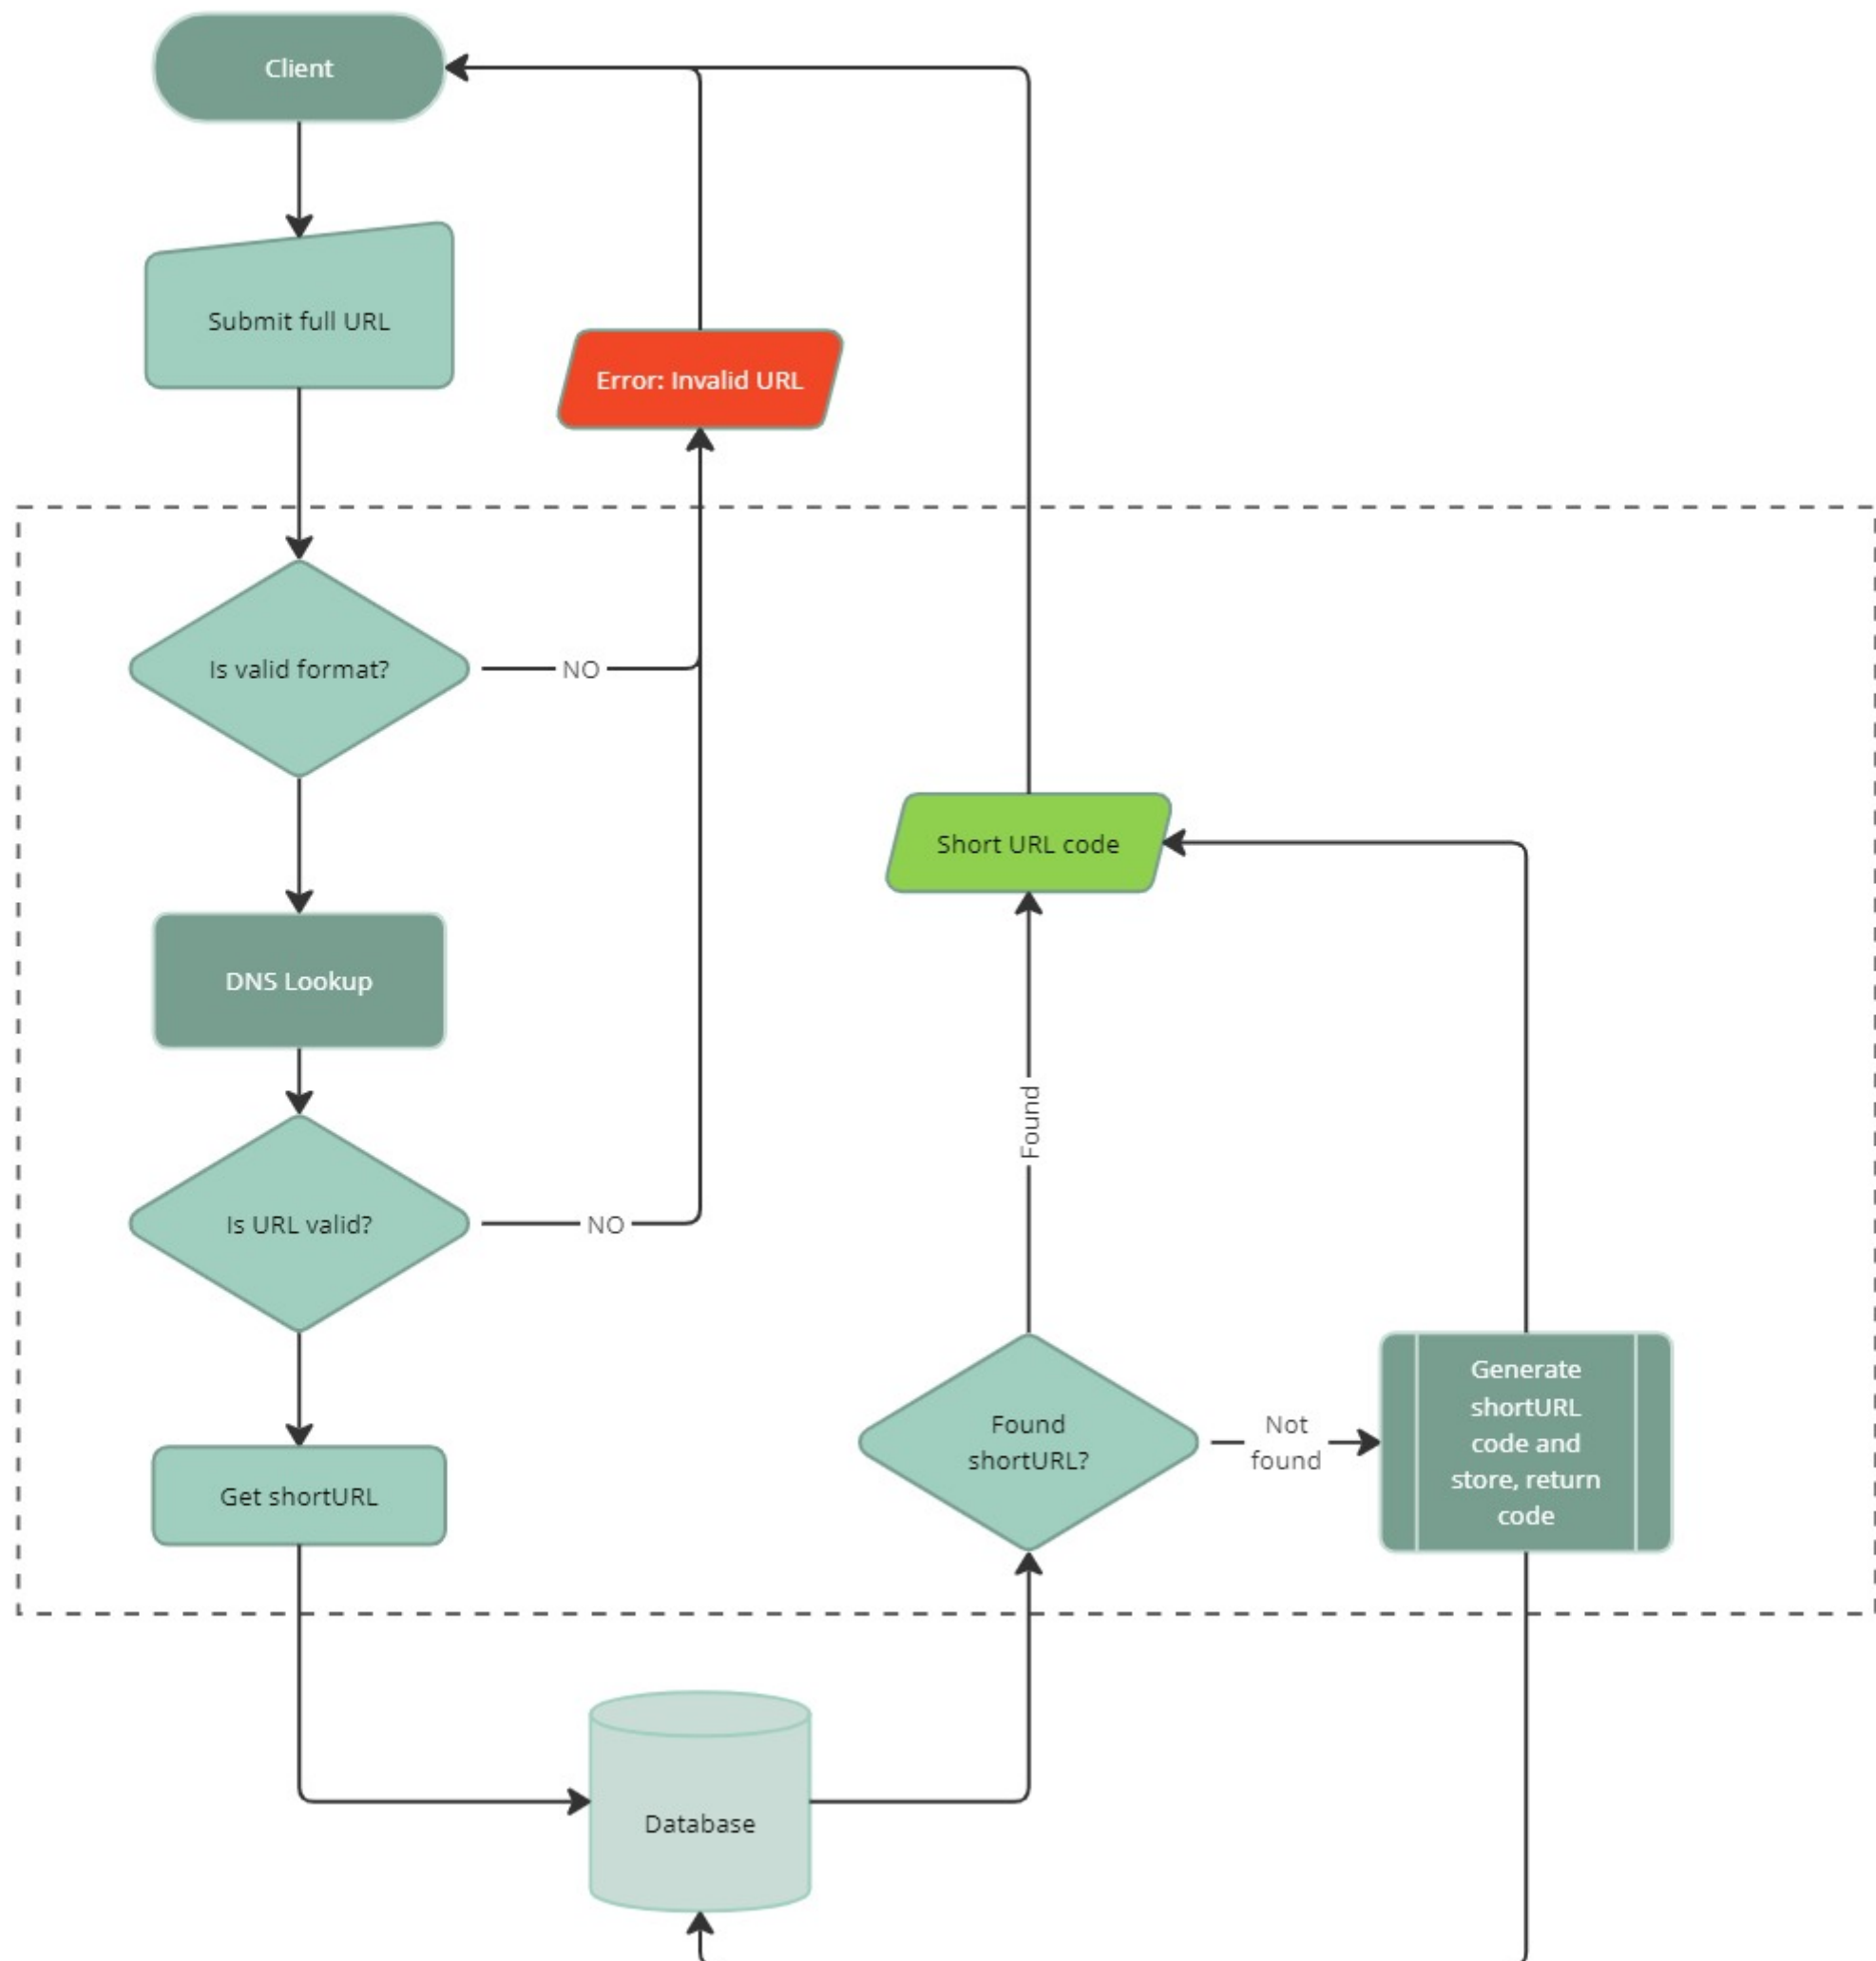 Client
Submit full URL
Error: Invalid URL
Is valid format?
NO
Short URL code
DNS Lookup
Found
Is URL valid?
NO
Found
shortURL?
Not
found
Generate
shortURL
code and
store, return
code
Get shortURL
Database